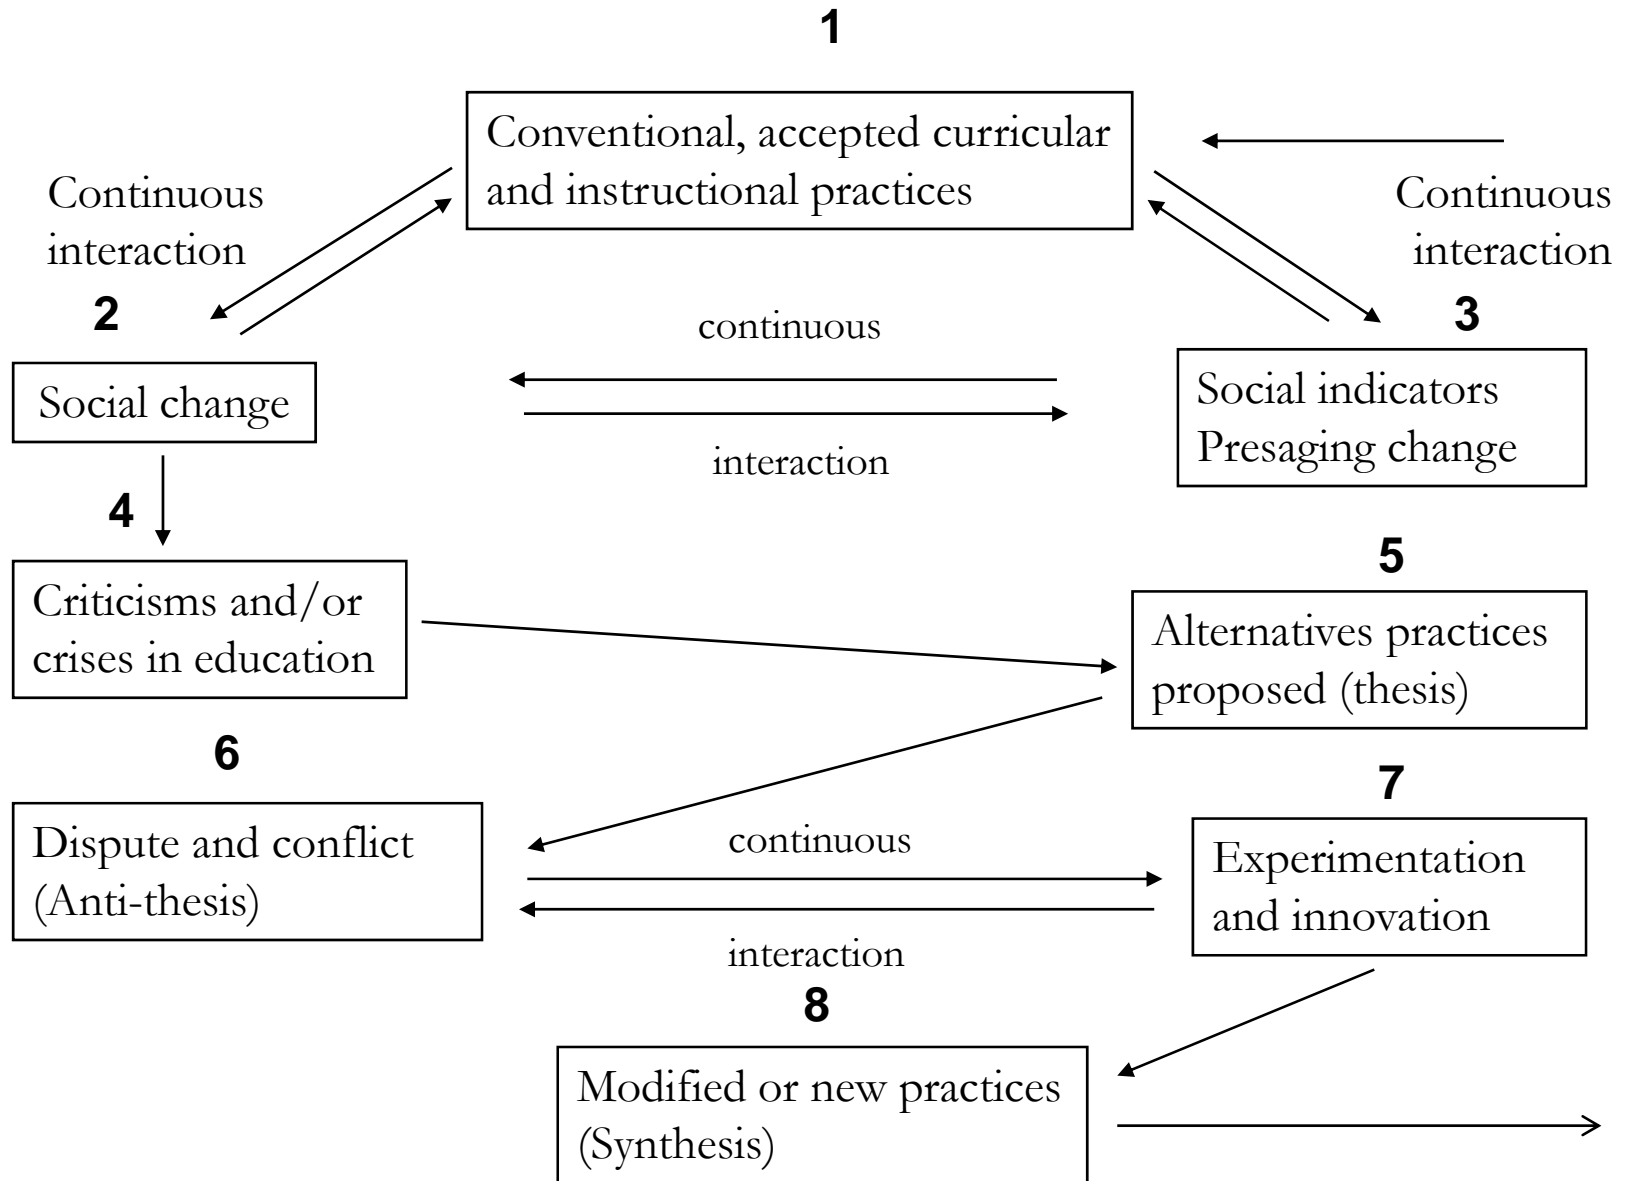 1
Conventional, accepted curricular
and instructional practices
Continuous
interaction
Continuous
interaction
2
3
continuous
interaction
Social change
Social indicators
Presaging change
4
5
Criticisms and/or
crises in education
Alternatives practices
proposed (thesis)
6
7
Dispute and conflict
(Anti-thesis)
continuous
interaction
Experimentation
and innovation
8
Modified or new practices
(Synthesis)